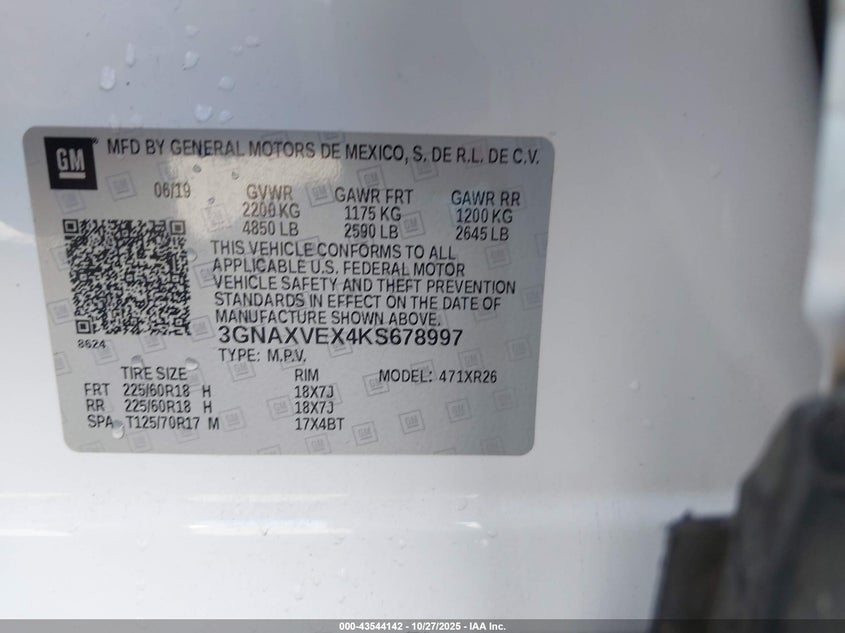 GM MFD BY GENERAL MOTORS DE MEXICO, S. DE R.L. DE C.V.
06/19 GVWR GAWR FRT GAWR RR
2200 KG 1175 KG 1200 KG
4850 LB 2590 LB 2645 LB
THIS VEHICLE CONFORMS TO ALL
APPLICABLE U.S. FEDERAL MOTOR
VEHICLE SAFETY AND THEFT PREVENTION
STANDARDS IN EFFECT ON THE DATE OF
MANUFACTURE SHOWN ABOVE.
8624 3GNAXVEX4KS678997
TYPE: M.P.V.
TIRE SIZE RIM MODEL: 471XR26
FRT 225/60R18 H 18X7J
RR 225/60R18 H 18X7J
SPA T125/70R17 M 17X4BT
000-43544142 - 10/27/2025 - IAA Inc.